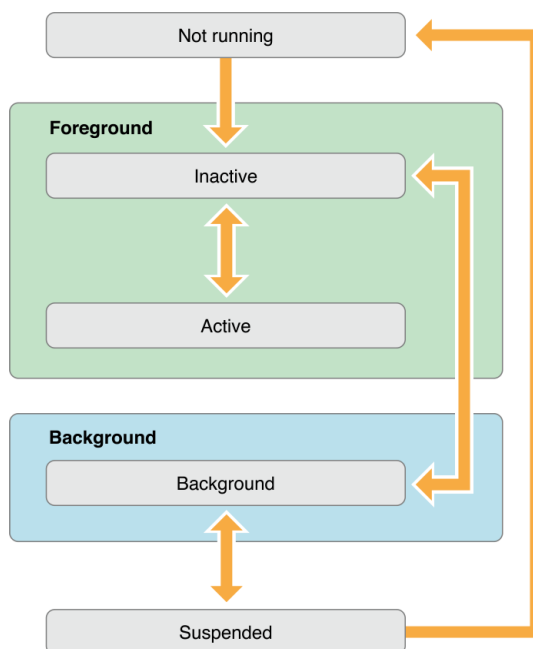 Not running
Foreground
Inactive
Active
Background
Background
Suspended